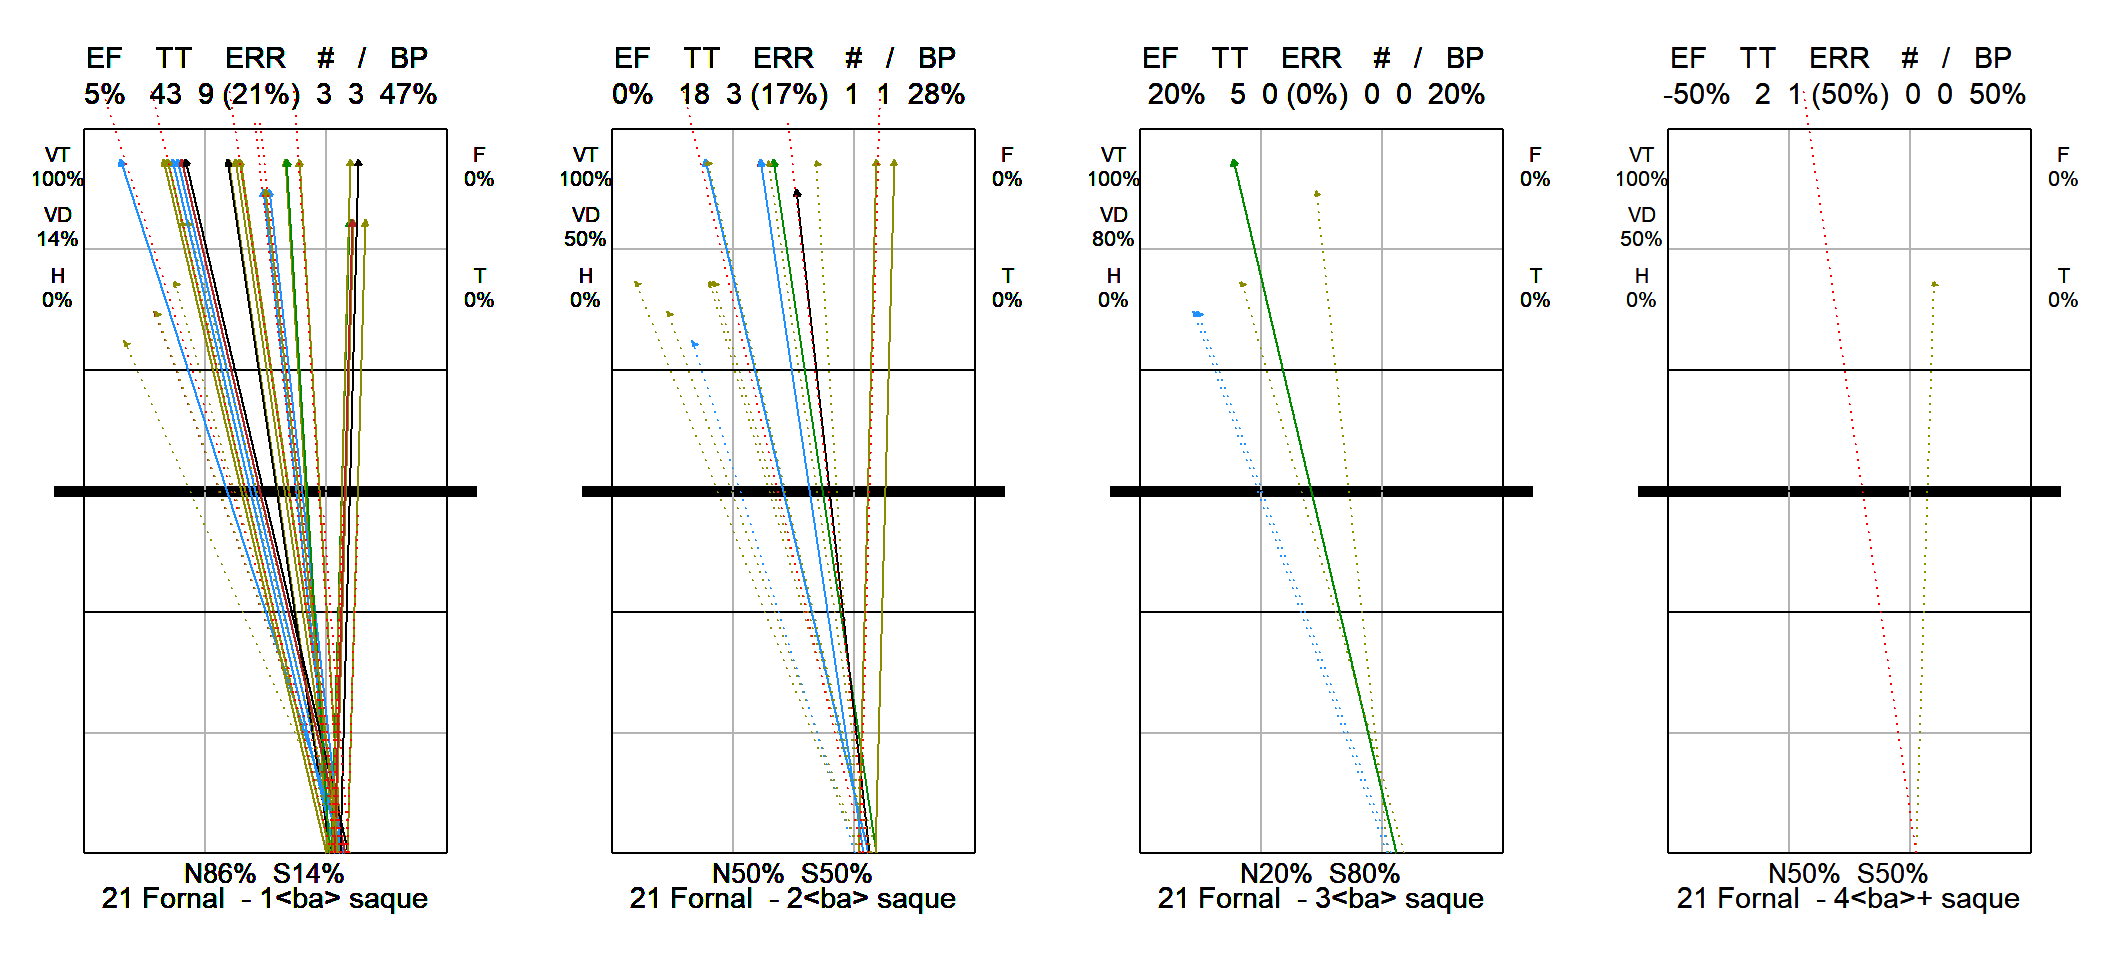 EF TT ERR # / BP
5% 43 9 (21%) 3 3 47%
VT
100%
VD
14%
H
0%
F
0%
T
0%
N86% S14%
21 Fornal - 1<ba> saque
EF TT ERR # / BP
0% 18 3 (17%) 1 1 28%
VT
100%
VD
50%
H
0%
F
0%
T
0%
N50% S50%
21 Fornal - 2<ba> saque
EF TT ERR # / BP
20% 5 0 (0%) 0 0 20%
VT
100%
VD
80%
H
0%
F
0%
T
0%
N20% S80%
21 Fornal - 3<ba> saque
EF TT ERR # / BP
-50% 2 1 (50%) 0 0 50%
VT
100%
VD
50%
H
0%
F
0%
T
0%
N50% S50%
21 Fornal - 4<ba>+ saque